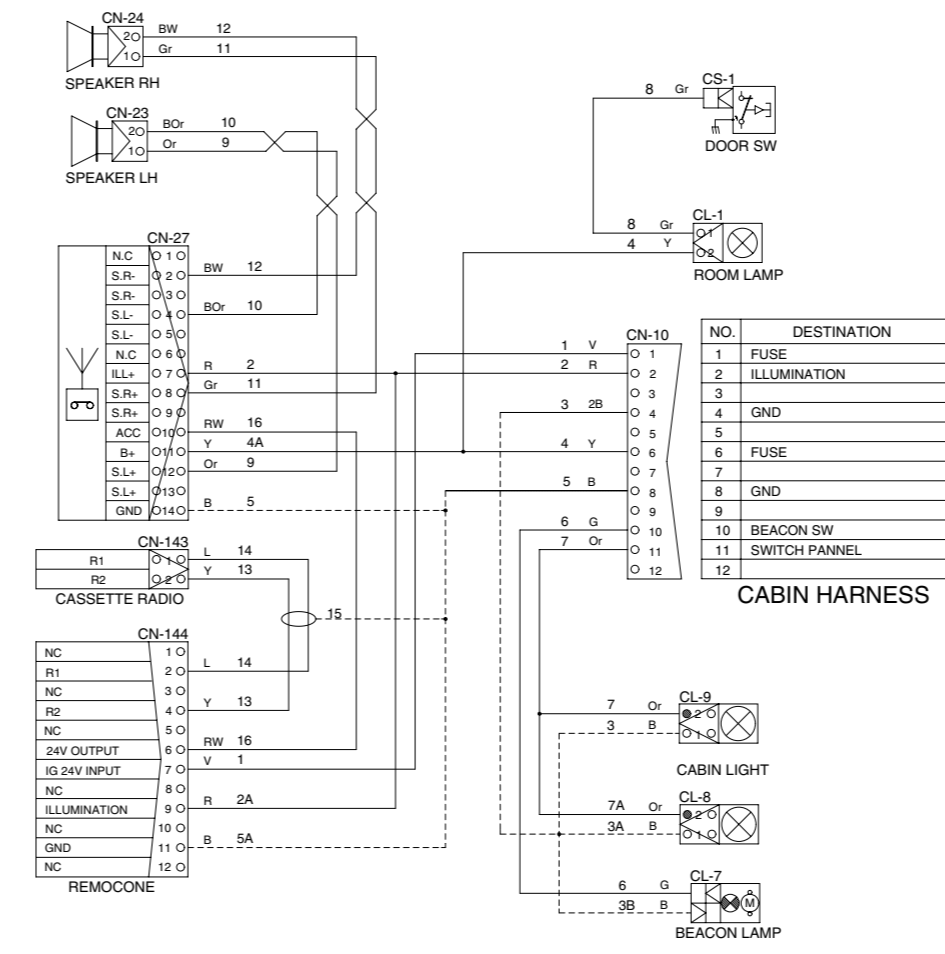 CN-24
2 BW 12
1 Gr 11
SPEAKER RH
CN-23
2 BOr 10
1 Or 9
SPEAKER LH
CS-1
8 Gr
DOOR SW
CL-1
8 Gr 1
4 Y 2
ROOM LAMP
CN-27
N.C 1
S.R- 2 BW 12
S.R- 3
S.L- 4 BOr 10
S.L- 5
N.C 6
ILL+ 7 R 2
S.R+ 8 Gr 11
S.R+ 9
ACC 10 RW 16
B+ 11 Y 4A
S.L+ 12 Or 9
S.L+ 13
GND 14 B 5
CN-143
R1 1 L 14
R2 2 Y 13
CASSETTE RADIO
15
CN-144
NC 1
R1 2 L 14
NC 3
R2 4 Y 13
NC 5
24V OUTPUT 6 RW 16
IG 24V INPUT 7 V 1
NC 8
ILLUMINATION 9 R 2A
NC 10
GND 11 B 5A
NC 12
REMOCONE
CN-10
1 V 1
2 R 2
3
3 2B 4
5
4 Y 6
7
5 B 8
9
6 G 10
7 Or 11
12
NO. DESTINATION
1 FUSE
2 ILLUMINATION
3
4 GND
5
6 FUSE
7
8 GND
9
10 BEACON SW
11 SWITCH PANNEL
12
CABIN HARNESS
CL-9
7 Or 2
3 B 1
CABIN LIGHT
CL-8
7A Or 2
3A B 1
CL-7
6 G
3B B
M
BEACON LAMP